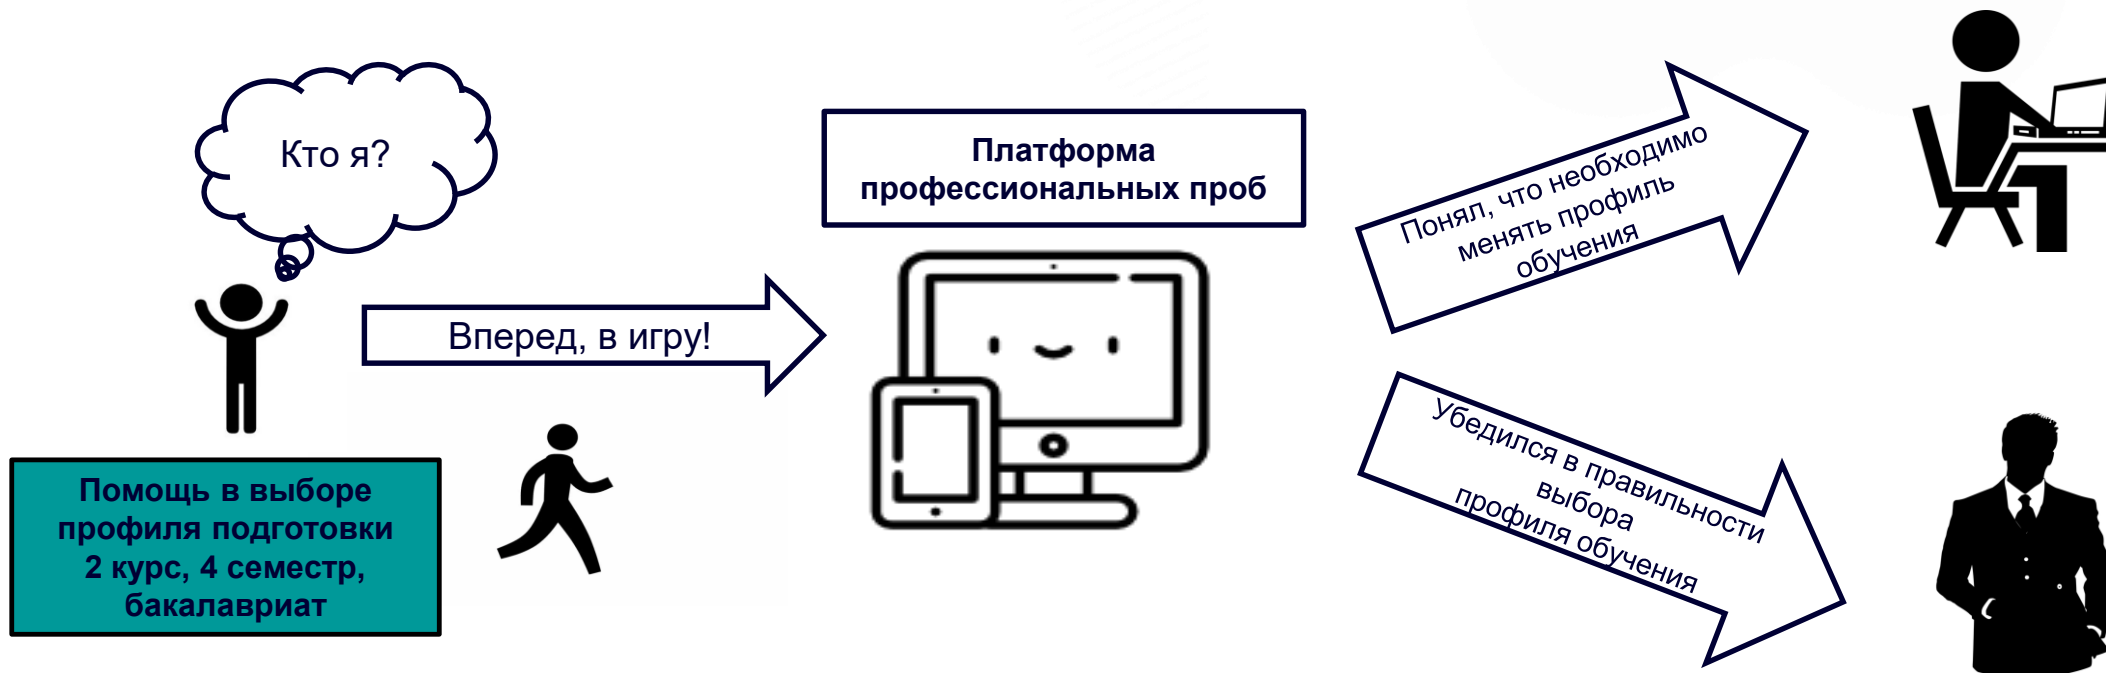 Кто я?
Вперед, в игру!
Помощь в выборе
профиля подготовки
2 курс, 4 семестр,
бакалавриат
Платформа
профессиональных проб
Понял, что необходимо
менять профиль
обучения
Убедился в правильности
выбора
профиля обучения